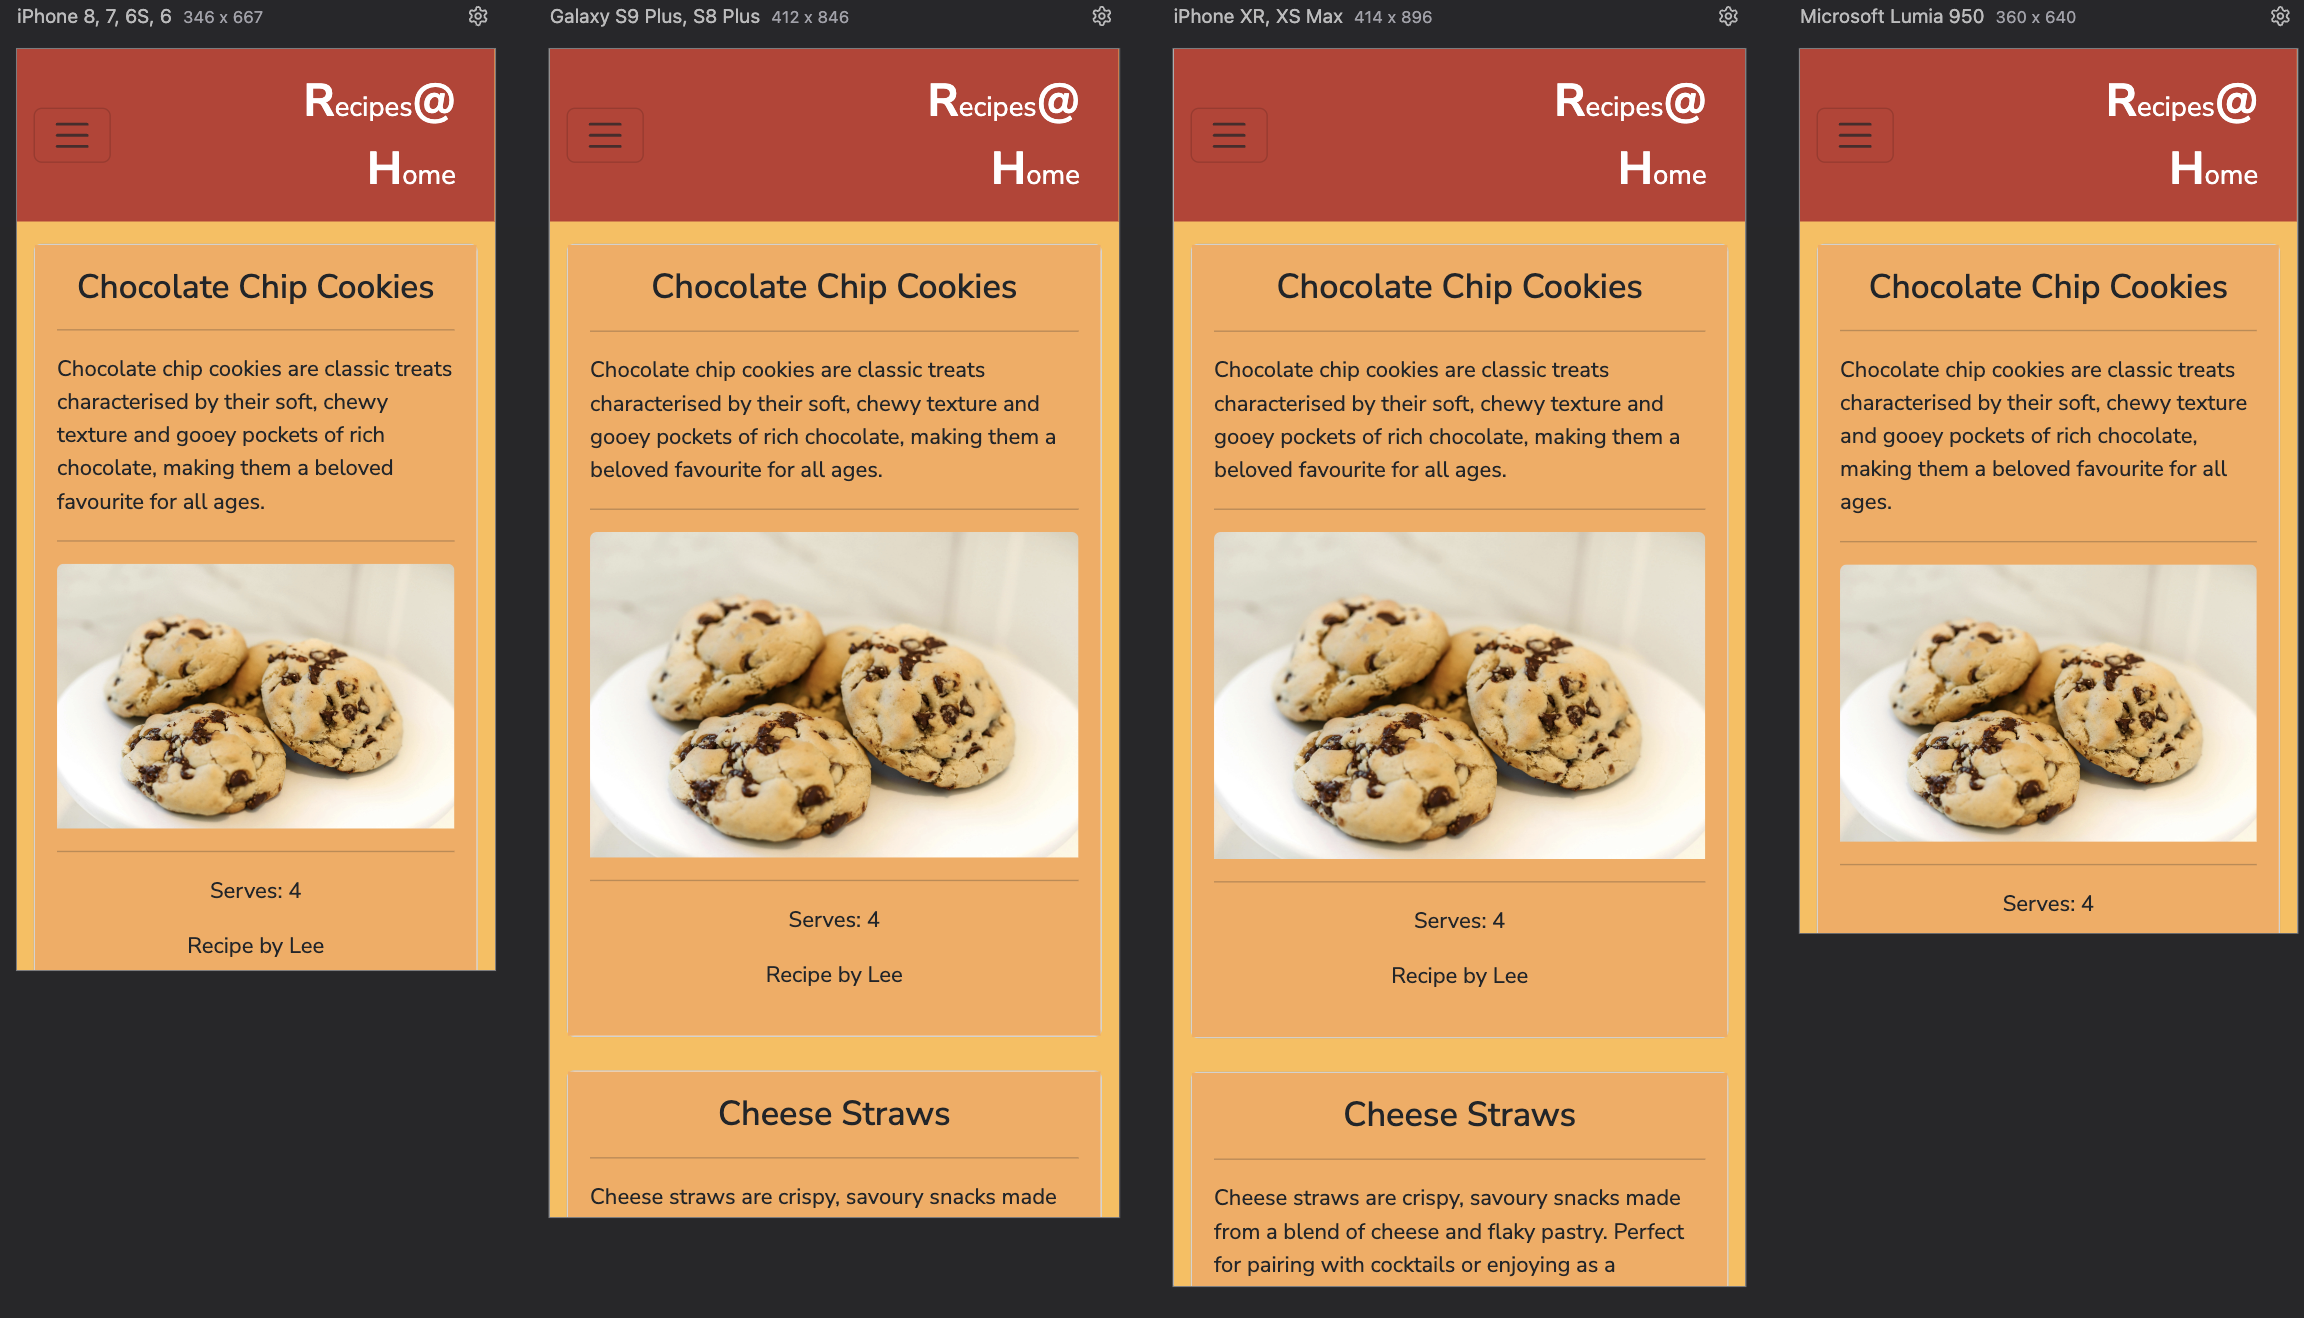 iPhone 8, 7, 6S, 6 346 x 667
Recipes@
Home
Chocolate Chip Cookies
Chocolate chip cookies are classic treats
characterised by their soft, chewy
texture and gooey pockets of rich
chocolate, making them a beloved
favourite for all ages.
Serves: 4
Recipe by Lee
Galaxy S9 Plus, S8 Plus 412 x 846
Recipes@
Home
Chocolate Chip Cookies
Chocolate chip cookies are classic treats
characterised by their soft, chewy texture and
gooey pockets of rich chocolate, making them a
beloved favourite for all ages.
Serves: 4
Recipe by Lee
Cheese Straws
Cheese straws are crispy, savoury snacks made
iPhone XR, XS Max 414 x 896
Recipes@
Home
Chocolate Chip Cookies
Chocolate chip cookies are classic treats
characterised by their soft, chewy texture and
gooey pockets of rich chocolate, making them a
beloved favourite for all ages.
Serves: 4
Recipe by Lee
Cheese Straws
Cheese straws are crispy, savoury snacks made
from a blend of cheese and flaky pastry. Perfect
for pairing with cocktails or enjoying as a
Microsoft Lumia 950 360 x 640
Recipes@
Home
Chocolate Chip Cookies
Chocolate chip cookies are classic treats
characterised by their soft, chewy texture
and gooey pockets of rich chocolate,
making them a beloved favourite for all
ages.
Serves: 4